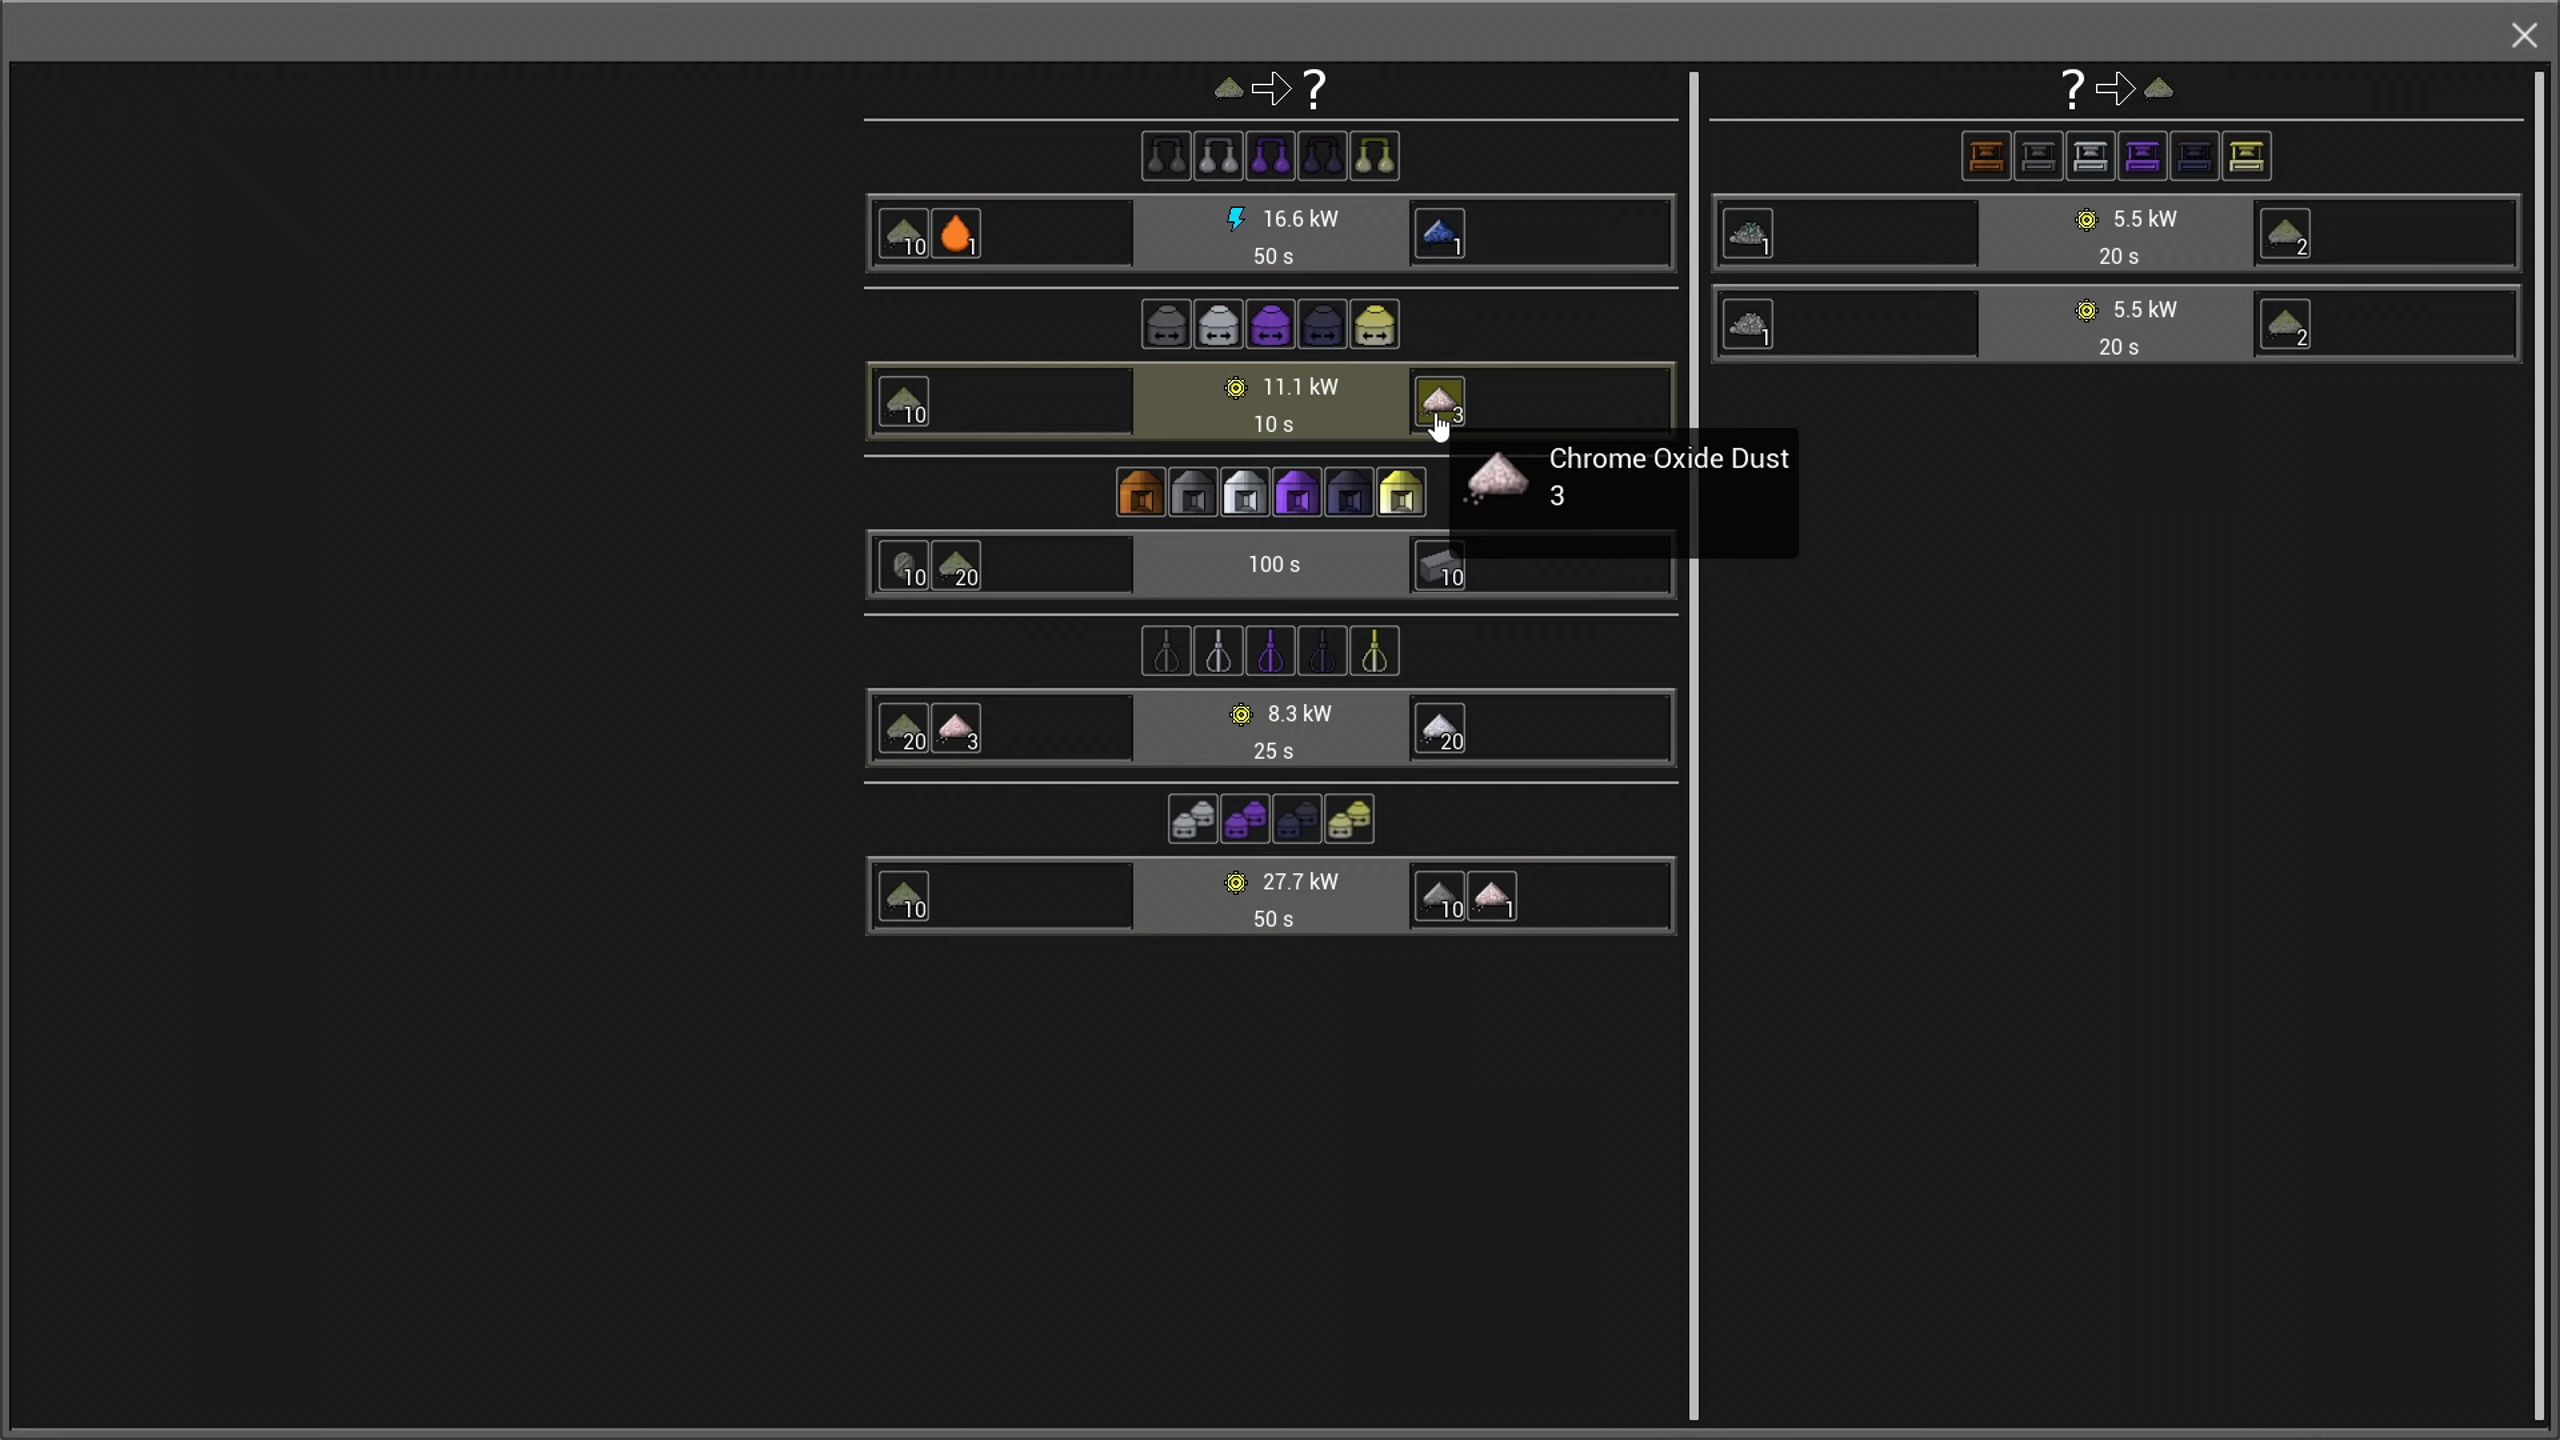 ?
10 1
16.6 kW
50 s
1
10
11.1 kW
10 s
3
Chrome Oxide Dust
3
10 20
100 s
10
20 3
8.3 kW
25 s
20
10
27.7 kW
50 s
10 1
?
1
5.5 kW
20 s
2
1
5.5 kW
20 s
2